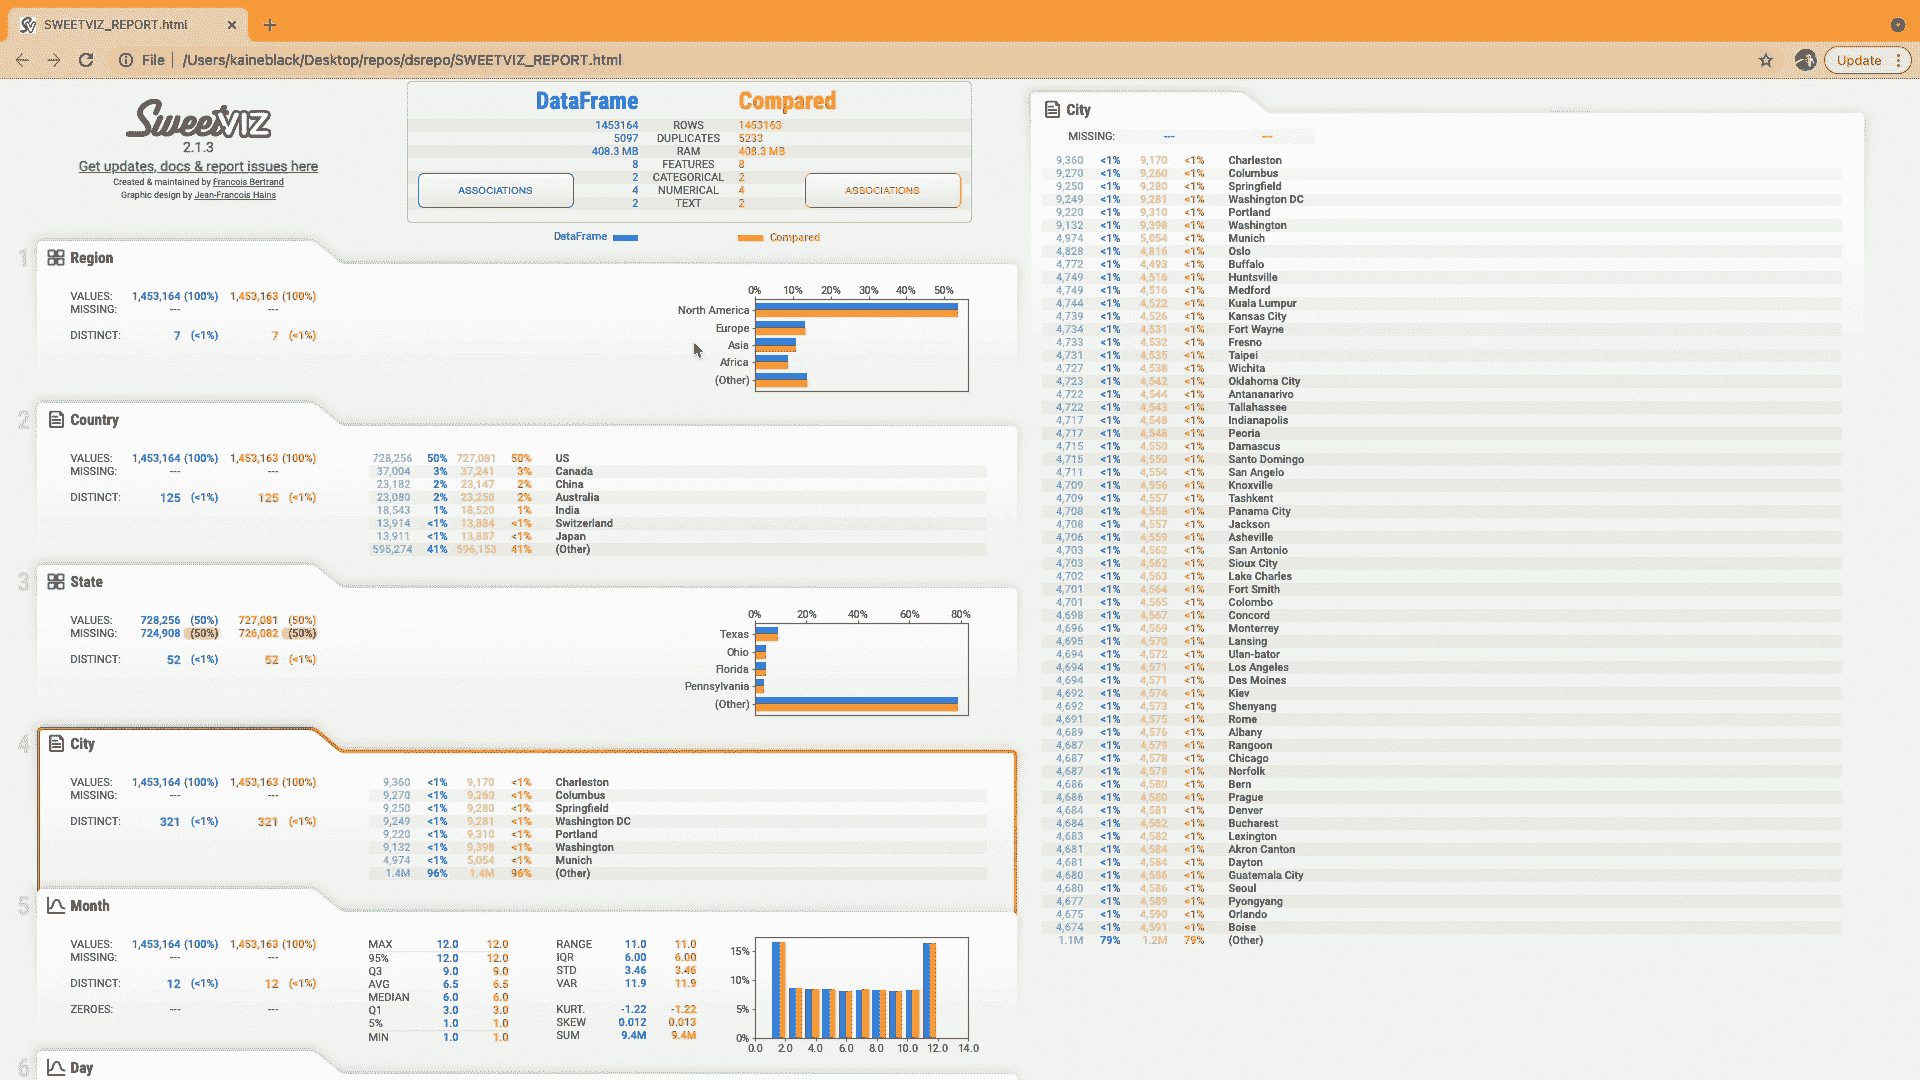 SWEETVIZ_REPORT.html
File /Users/kaineblack/Desktop/repos/dsrepo/SWEETVIZ_REPORT.html
Update
SweetVIZ
2.1.3
Get updates, docs & report issues here
Created & maintained by Francois Bertrand
Graphic design by Jean-Francois Hains
DataFrame Compared
1453164 ROWS 1453163
5097 DUPLICATES 5233
408.3 MB RAM 408.3 MB
8 FEATURES 8
2 CATEGORICAL 2
4 NUMERICAL 4
2 TEXT 2
ASSOCIATIONS
ASSOCIATIONS
DataFrame Compared
1 Region
VALUES: 1,453,164 (100%) 1,453,163 (100%)
MISSING: --- ---
DISTINCT: 7 (<1%) 7 (<1%)
0% 10% 20% 30% 40% 50%
North America
Europe
Asia
Africa
(Other)
2 Country
VALUES: 1,453,164 (100%) 1,453,163 (100%)
MISSING: --- ---
DISTINCT: 125 (<1%) 125 (<1%)
728,256 50% 727,081 50% US
37,004 3% 37,241 3% Canada
23,182 2% 23,147 2% China
23,080 2% 23,250 2% Australia
18,543 1% 18,520 1% India
13,914 <1% 13,884 <1% Switzerland
13,911 <1% 13,887 <1% Japan
595,274 41% 596,153 41% (Other)
3 State
VALUES: 728,256 (50%) 727,081 (50%)
MISSING: 724,908 (50%) 726,082 (50%)
DISTINCT: 52 (<1%) 52 (<1%)
0% 20% 40% 60% 80%
Texas
Ohio
Florida
Pennsylvania
(Other)
4 City
VALUES: 1,453,164 (100%) 1,453,163 (100%)
MISSING: --- ---
DISTINCT: 321 (<1%) 321 (<1%)
9,360 <1% 9,170 <1% Charleston
9,270 <1% 9,260 <1% Columbus
9,250 <1% 9,280 <1% Springfield
9,249 <1% 9,281 <1% Washington DC
9,220 <1% 9,310 <1% Portland
9,132 <1% 9,398 <1% Washington
4,974 <1% 5,054 <1% Munich
1.4M 96% 1.4M 96% (Other)
5 Month
VALUES: 1,453,164 (100%) 1,453,163 (100%)
MISSING: --- ---
DISTINCT: 12 (<1%) 12 (<1%)
ZEROES: --- ---
MAX 12.0 12.0
95% 12.0 12.0
Q3 9.0 9.0
AVG 6.5 6.5
MEDIAN 6.0 6.0
Q1 3.0 3.0
5% 1.0 1.0
MIN 1.0 1.0
RANGE 11.0 11.0
IQR 6.00 6.00
STD 3.46 3.46
VAR 11.9 11.9
KURT. -1.22 -1.22
SKEW 0.012 0.013
SUM 9.4M 9.4M
15%
10%
5%
0%
0.0 2.0 4.0 6.0 8.0 10.0 12.0 14.0
6 Day
City
MISSING: --- ---
9,360 <1% 9,170 <1% Charleston
9,270 <1% 9,260 <1% Columbus
9,250 <1% 9,280 <1% Springfield
9,249 <1% 9,281 <1% Washington DC
9,220 <1% 9,310 <1% Portland
9,132 <1% 9,398 <1% Washington
4,974 <1% 5,054 <1% Munich
4,828 <1% 4,816 <1% Oslo
4,772 <1% 4,493 <1% Buffalo
4,749 <1% 4,516 <1% Huntsville
4,749 <1% 4,516 <1% Medford
4,744 <1% 4,522 <1% Kuala Lumpur
4,739 <1% 4,526 <1% Kansas City
4,734 <1% 4,531 <1% Fort Wayne
4,733 <1% 4,532 <1% Fresno
4,731 <1% 4,535 <1% Taipei
4,727 <1% 4,538 <1% Wichita
4,723 <1% 4,542 <1% Oklahoma City
4,722 <1% 4,544 <1% Antananarivo
4,722 <1% 4,543 <1% Tallahassee
4,717 <1% 4,548 <1% Indianapolis
4,717 <1% 4,548 <1% Peoria
4,715 <1% 4,550 <1% Damascus
4,715 <1% 4,550 <1% Santo Domingo
4,711 <1% 4,554 <1% San Angelo
4,709 <1% 4,556 <1% Knoxville
4,709 <1% 4,557 <1% Tashkent
4,708 <1% 4,558 <1% Panama City
4,708 <1% 4,557 <1% Jackson
4,706 <1% 4,559 <1% Asheville
4,703 <1% 4,562 <1% San Antonio
4,703 <1% 4,562 <1% Sioux City
4,702 <1% 4,563 <1% Lake Charles
4,701 <1% 4,564 <1% Fort Smith
4,701 <1% 4,565 <1% Colombo
4,698 <1% 4,567 <1% Concord
4,696 <1% 4,569 <1% Monterrey
4,695 <1% 4,570 <1% Lansing
4,694 <1% 4,572 <1% Ulan-bator
4,694 <1% 4,571 <1% Los Angeles
4,694 <1% 4,571 <1% Des Moines
4,692 <1% 4,574 <1% Kiev
4,692 <1% 4,573 <1% Shenyang
4,691 <1% 4,575 <1% Rome
4,689 <1% 4,576 <1% Albany
4,687 <1% 4,579 <1% Rangoon
4,687 <1% 4,578 <1% Chicago
4,687 <1% 4,578 <1% Norfolk
4,686 <1% 4,580 <1% Bern
4,686 <1% 4,580 <1% Prague
4,684 <1% 4,581 <1% Denver
4,684 <1% 4,582 <1% Bucharest
4,683 <1% 4,582 <1% Lexington
4,681 <1% 4,584 <1% Akron Canton
4,681 <1% 4,584 <1% Dayton
4,680 <1% 4,586 <1% Guatemala City
4,680 <1% 4,586 <1% Seoul
4,677 <1% 4,589 <1% Pyongyang
4,675 <1% 4,590 <1% Orlando
4,674 <1% 4,591 <1% Boise
1.1M 79% 1.2M 79% (Other)